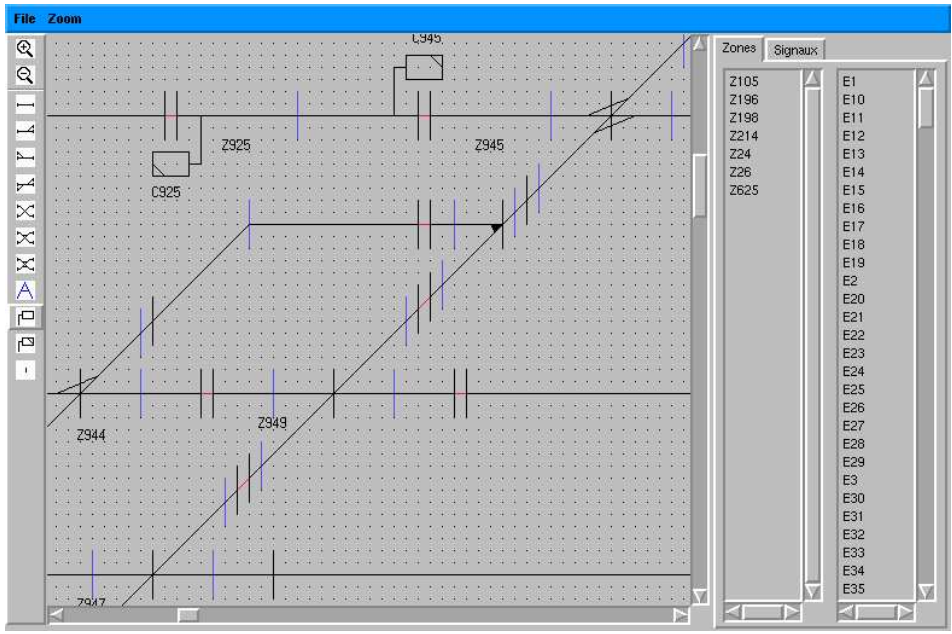 File Zoom
Zones Signaux
C945
Z925
Z945
C925
Z944
Z949
Z947
Z105
Z196
Z198
Z214
Z24
Z26
Z625
E1
E10
E11
E12
E13
E14
E15
E16
E17
E18
E19
E2
E20
E21
E22
E23
E24
E25
E26
E27
E28
E29
E3
E30
E31
E32
E33
E34
E35